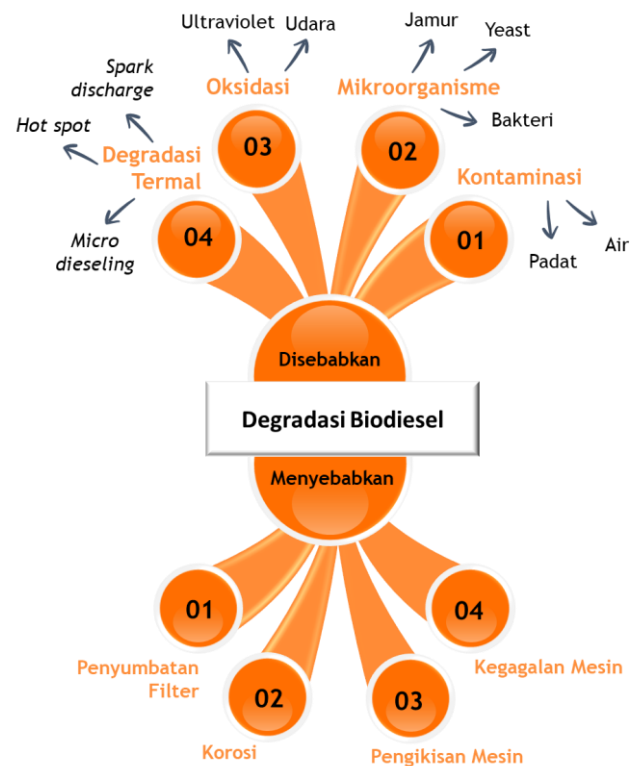 Ultraviolet
Udara
Jamur
Yeast
Spark
discharge
Oksidasi
Mikroorganisme
Hot spot
03
02
Bakteri
Degradasi
Termal
Kontaminasi
04
01
Micro
dieseling
Padat
Air
Disebabkan
Degradasi Biodiesel
Menyebabkan
01
04
Penyumbatan
Filter
Kegagalan Mesin
02
03
Korosi
Pengikisan Mesin